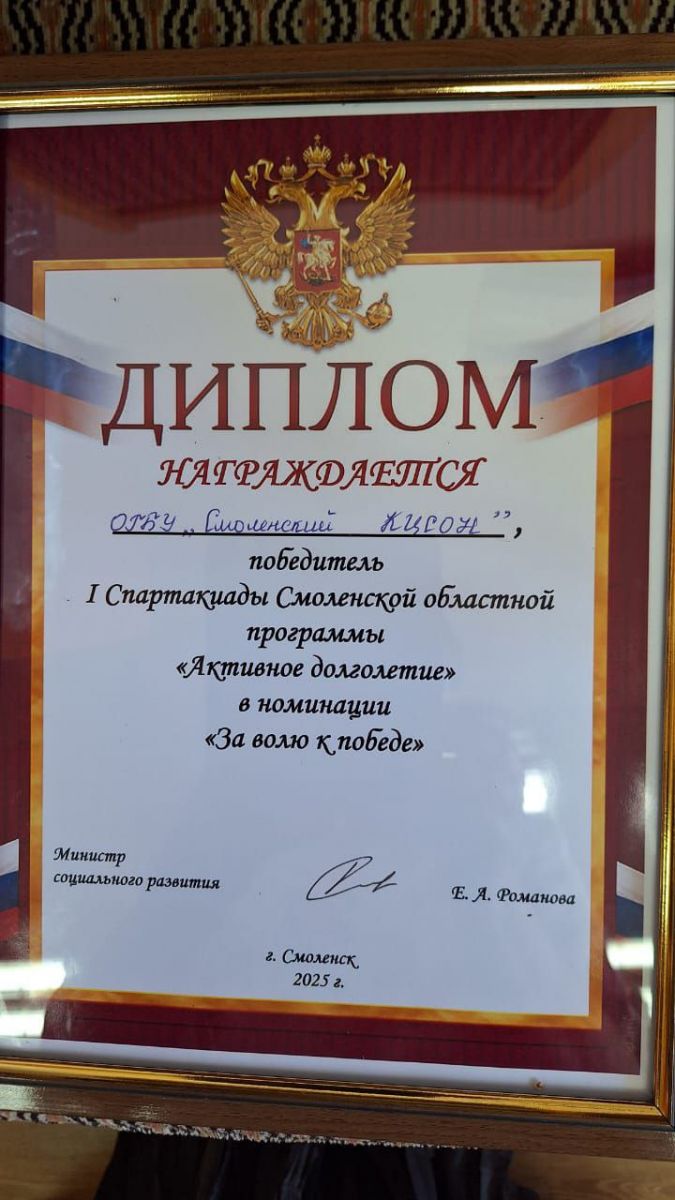 ДИПЛОМ
НАГРАЖДАЕТСЯ
ОГБУ „Смоленский КЦСОН”,
победитель
I Спартакиады Смоленской областной
программы
«Активное долголетие»
в номинации
«За волю к победе»
Министр
социального развития
Е. А. Романова
г. Смоленск
2025 г.